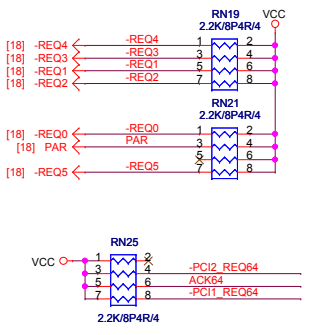 RN19 VCC
2.2K/8P4R/4
[18] -REQ4 -REQ4 1 2
[18] -REQ3 -REQ3 3 4
[18] -REQ1 -REQ1 5 6
[18] -REQ2 -REQ2 7 8
RN21
2.2K/8P4R/4
[18] -REQ0 -REQ0 1 2
[18] PAR PAR 3 4
5 6
[18] -REQ5 -REQ5 7 8
RN25
VCC 1 2
3 4 -PCI2_REQ64
5 6 ACK64
7 8 -PCI1_REQ64
2.2K/8P4R/4